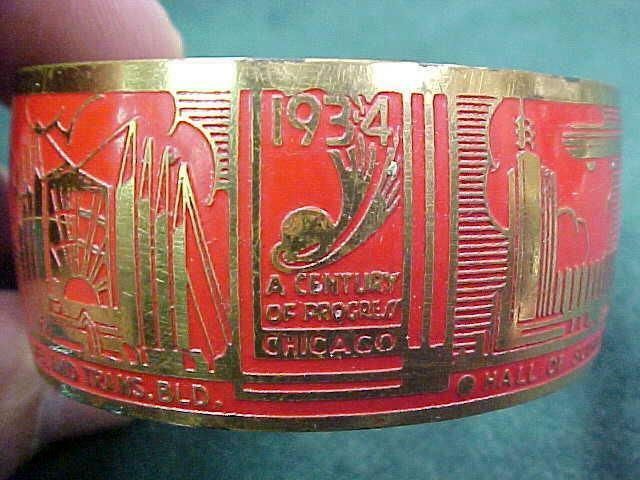 1934
A CENTURY
OF PROGRESS
CHICAGO
AND TRANS. BLD.
HALL OF